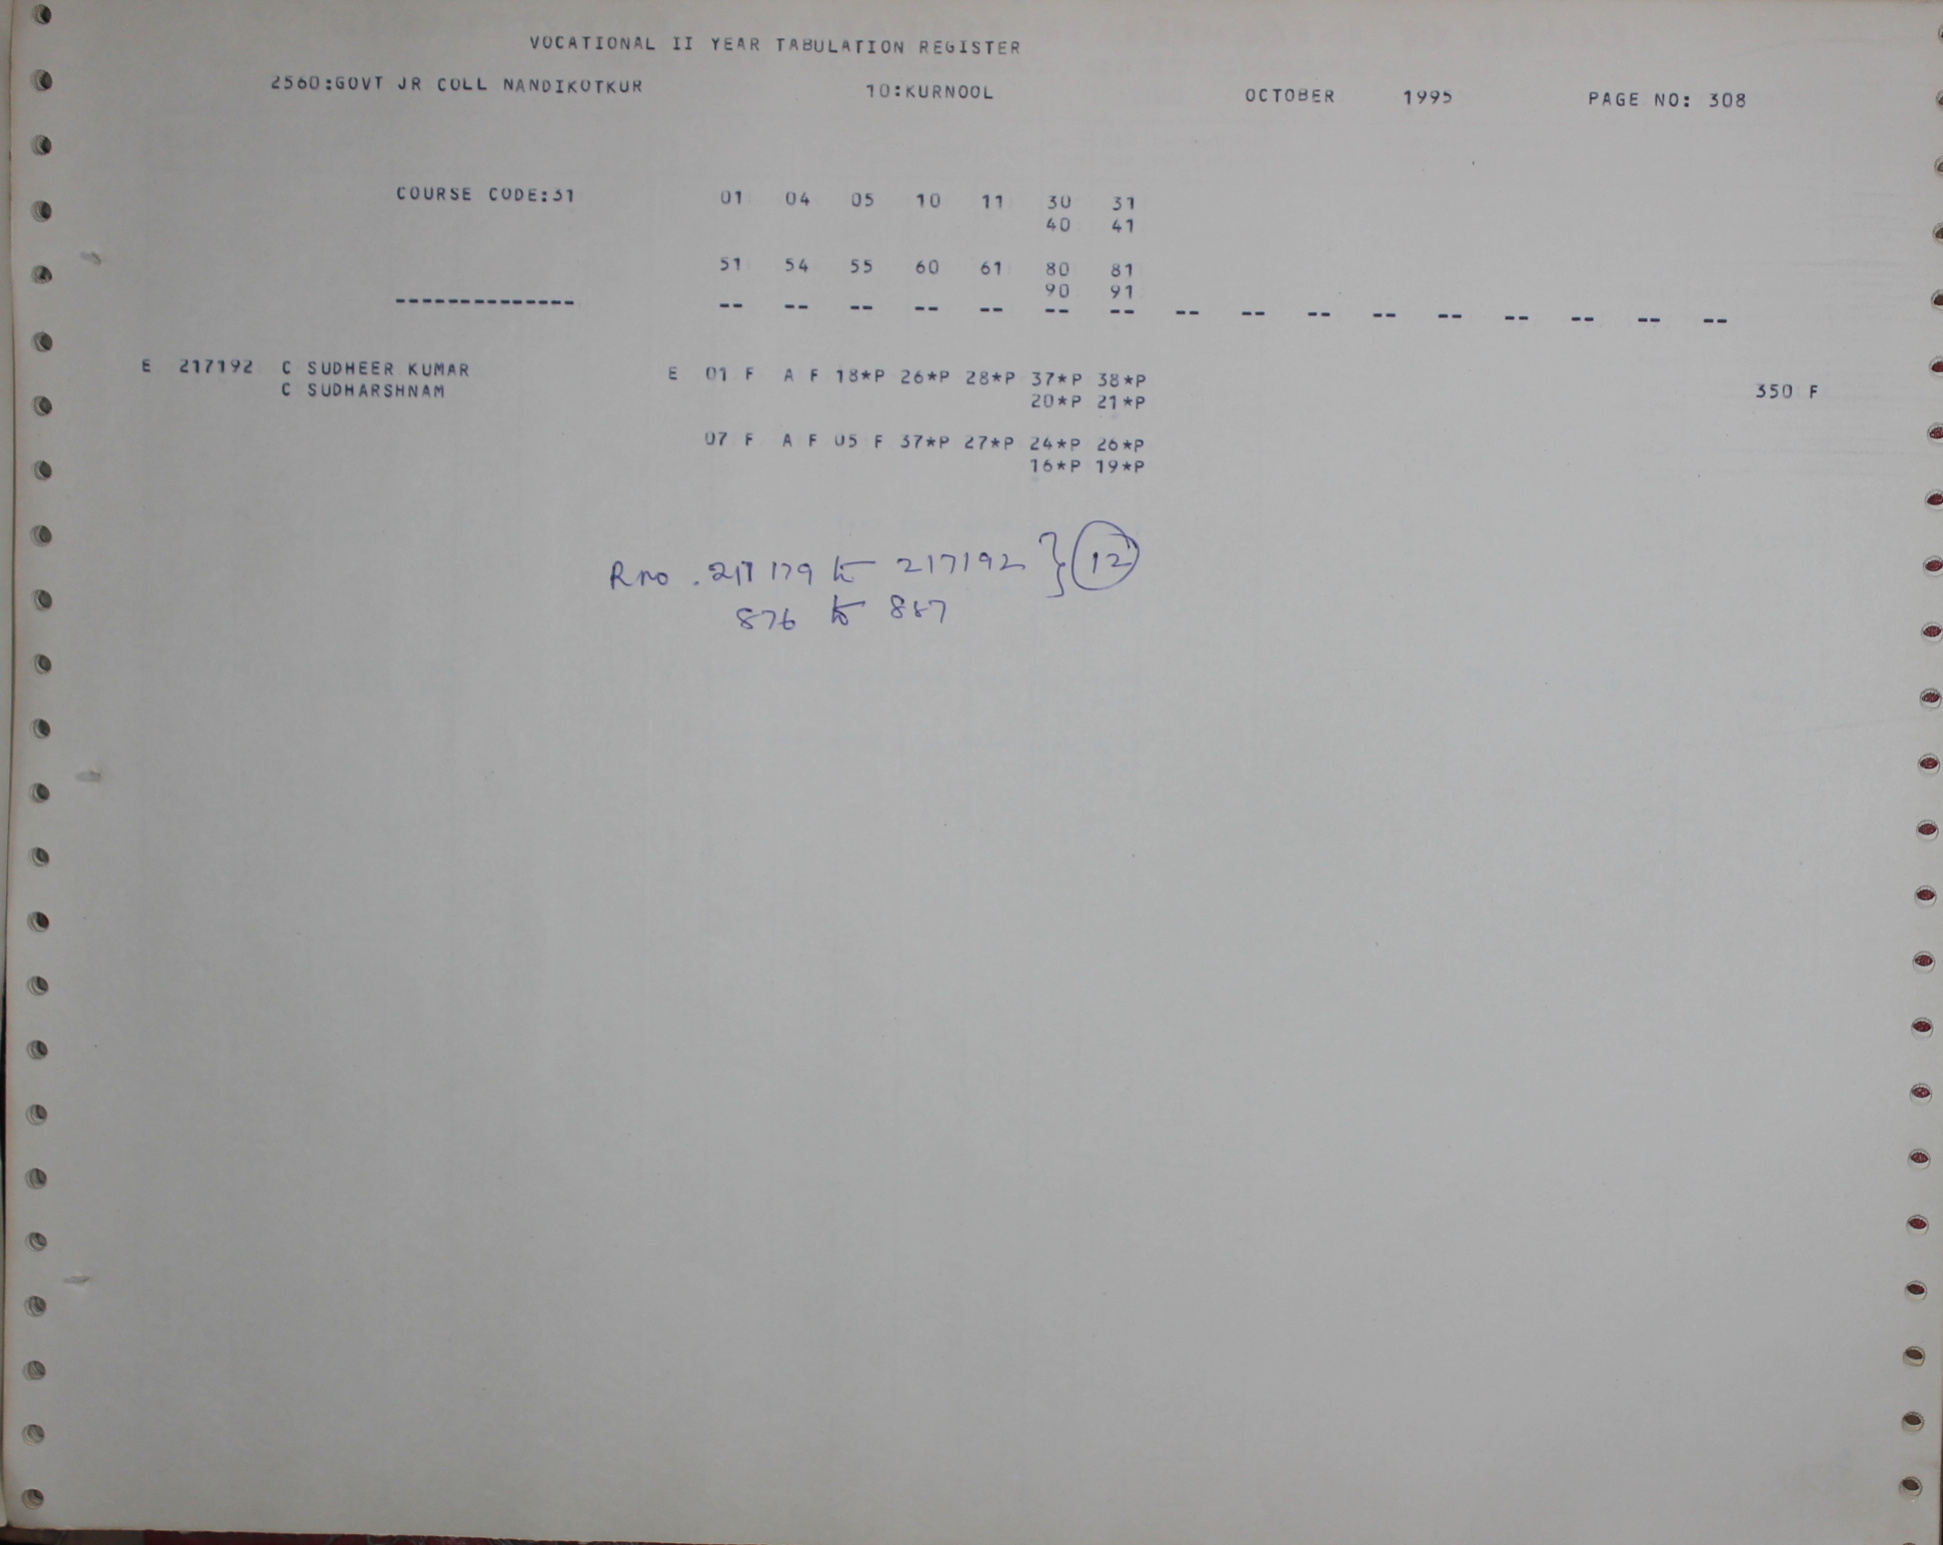 VOCATIONAL II YEAR TABULATION REGISTER
2560:GOVT JR COLL NANDIKOTKUR 10:KURNOOL OCTOBER 1995 PAGE NO: 308
COURSE CODE:31 01 04 05 10 11 30 31
40 41
51 54 55 60 61 80 81
90 91
-------------- -- -- -- -- -- -- -- -- -- -- -- -- -- -- -- --
E 217192 C SUDHEER KUMAR E 01 F A F 18*P 26*P 28*P 37*P 38*P
C SUDHARSHNAM 20*P 21*P 350 F
07 F A F 05 F 37*P 27*P 24*P 26*P
16*P 19*P
Rno . 217179 to 217192 } 12
876 to 887